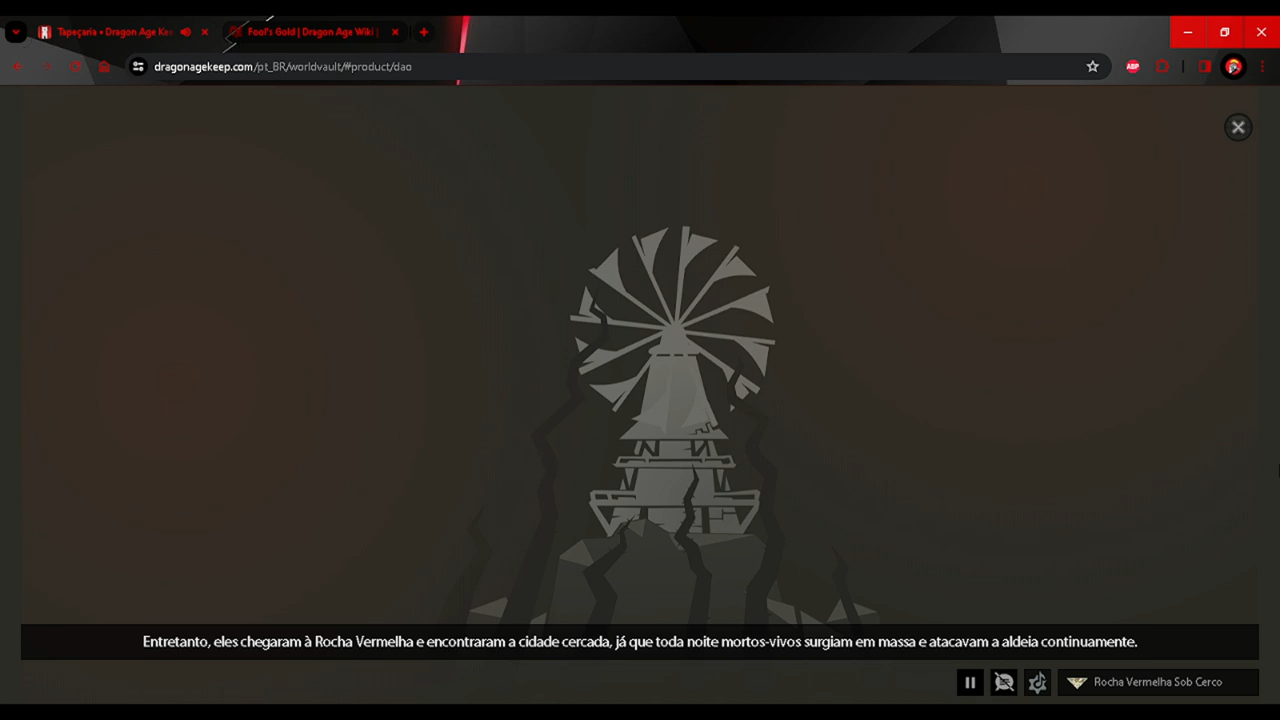 Tapeçaria • Dragon Age Kee
Fool's Gold | Dragon Age Wiki |
dragonagekeep.com/pt_BR/worldvault/#product/dao
ABP
Entretanto, eles chegaram à Rocha Vermelha e encontraram a cidade cercada, já que toda noite mortos-vivos surgiam em massa e atacavam a aldeia continuamente.
Rocha Vermelha Sob Cerco